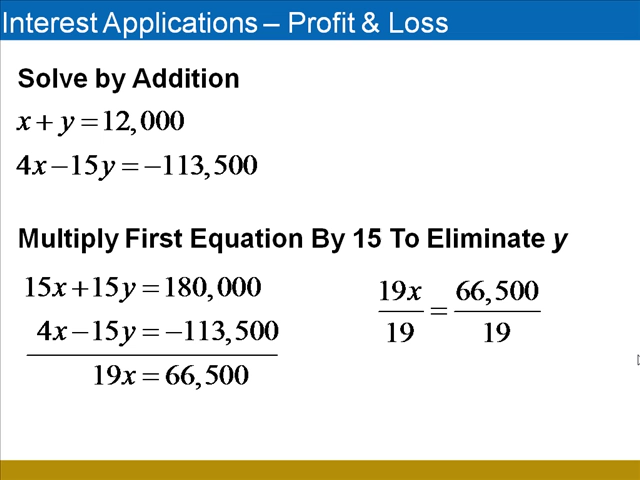 Interest Applications – Profit & Loss
Solve by Addition
x + y = 12,000
4x − 15y = −113,500
Multiply First Equation By 15 To Eliminate y
15x + 15y = 180,000
4x − 15y = −113,500
19x = 66,500
19x/19 = 66,500/19